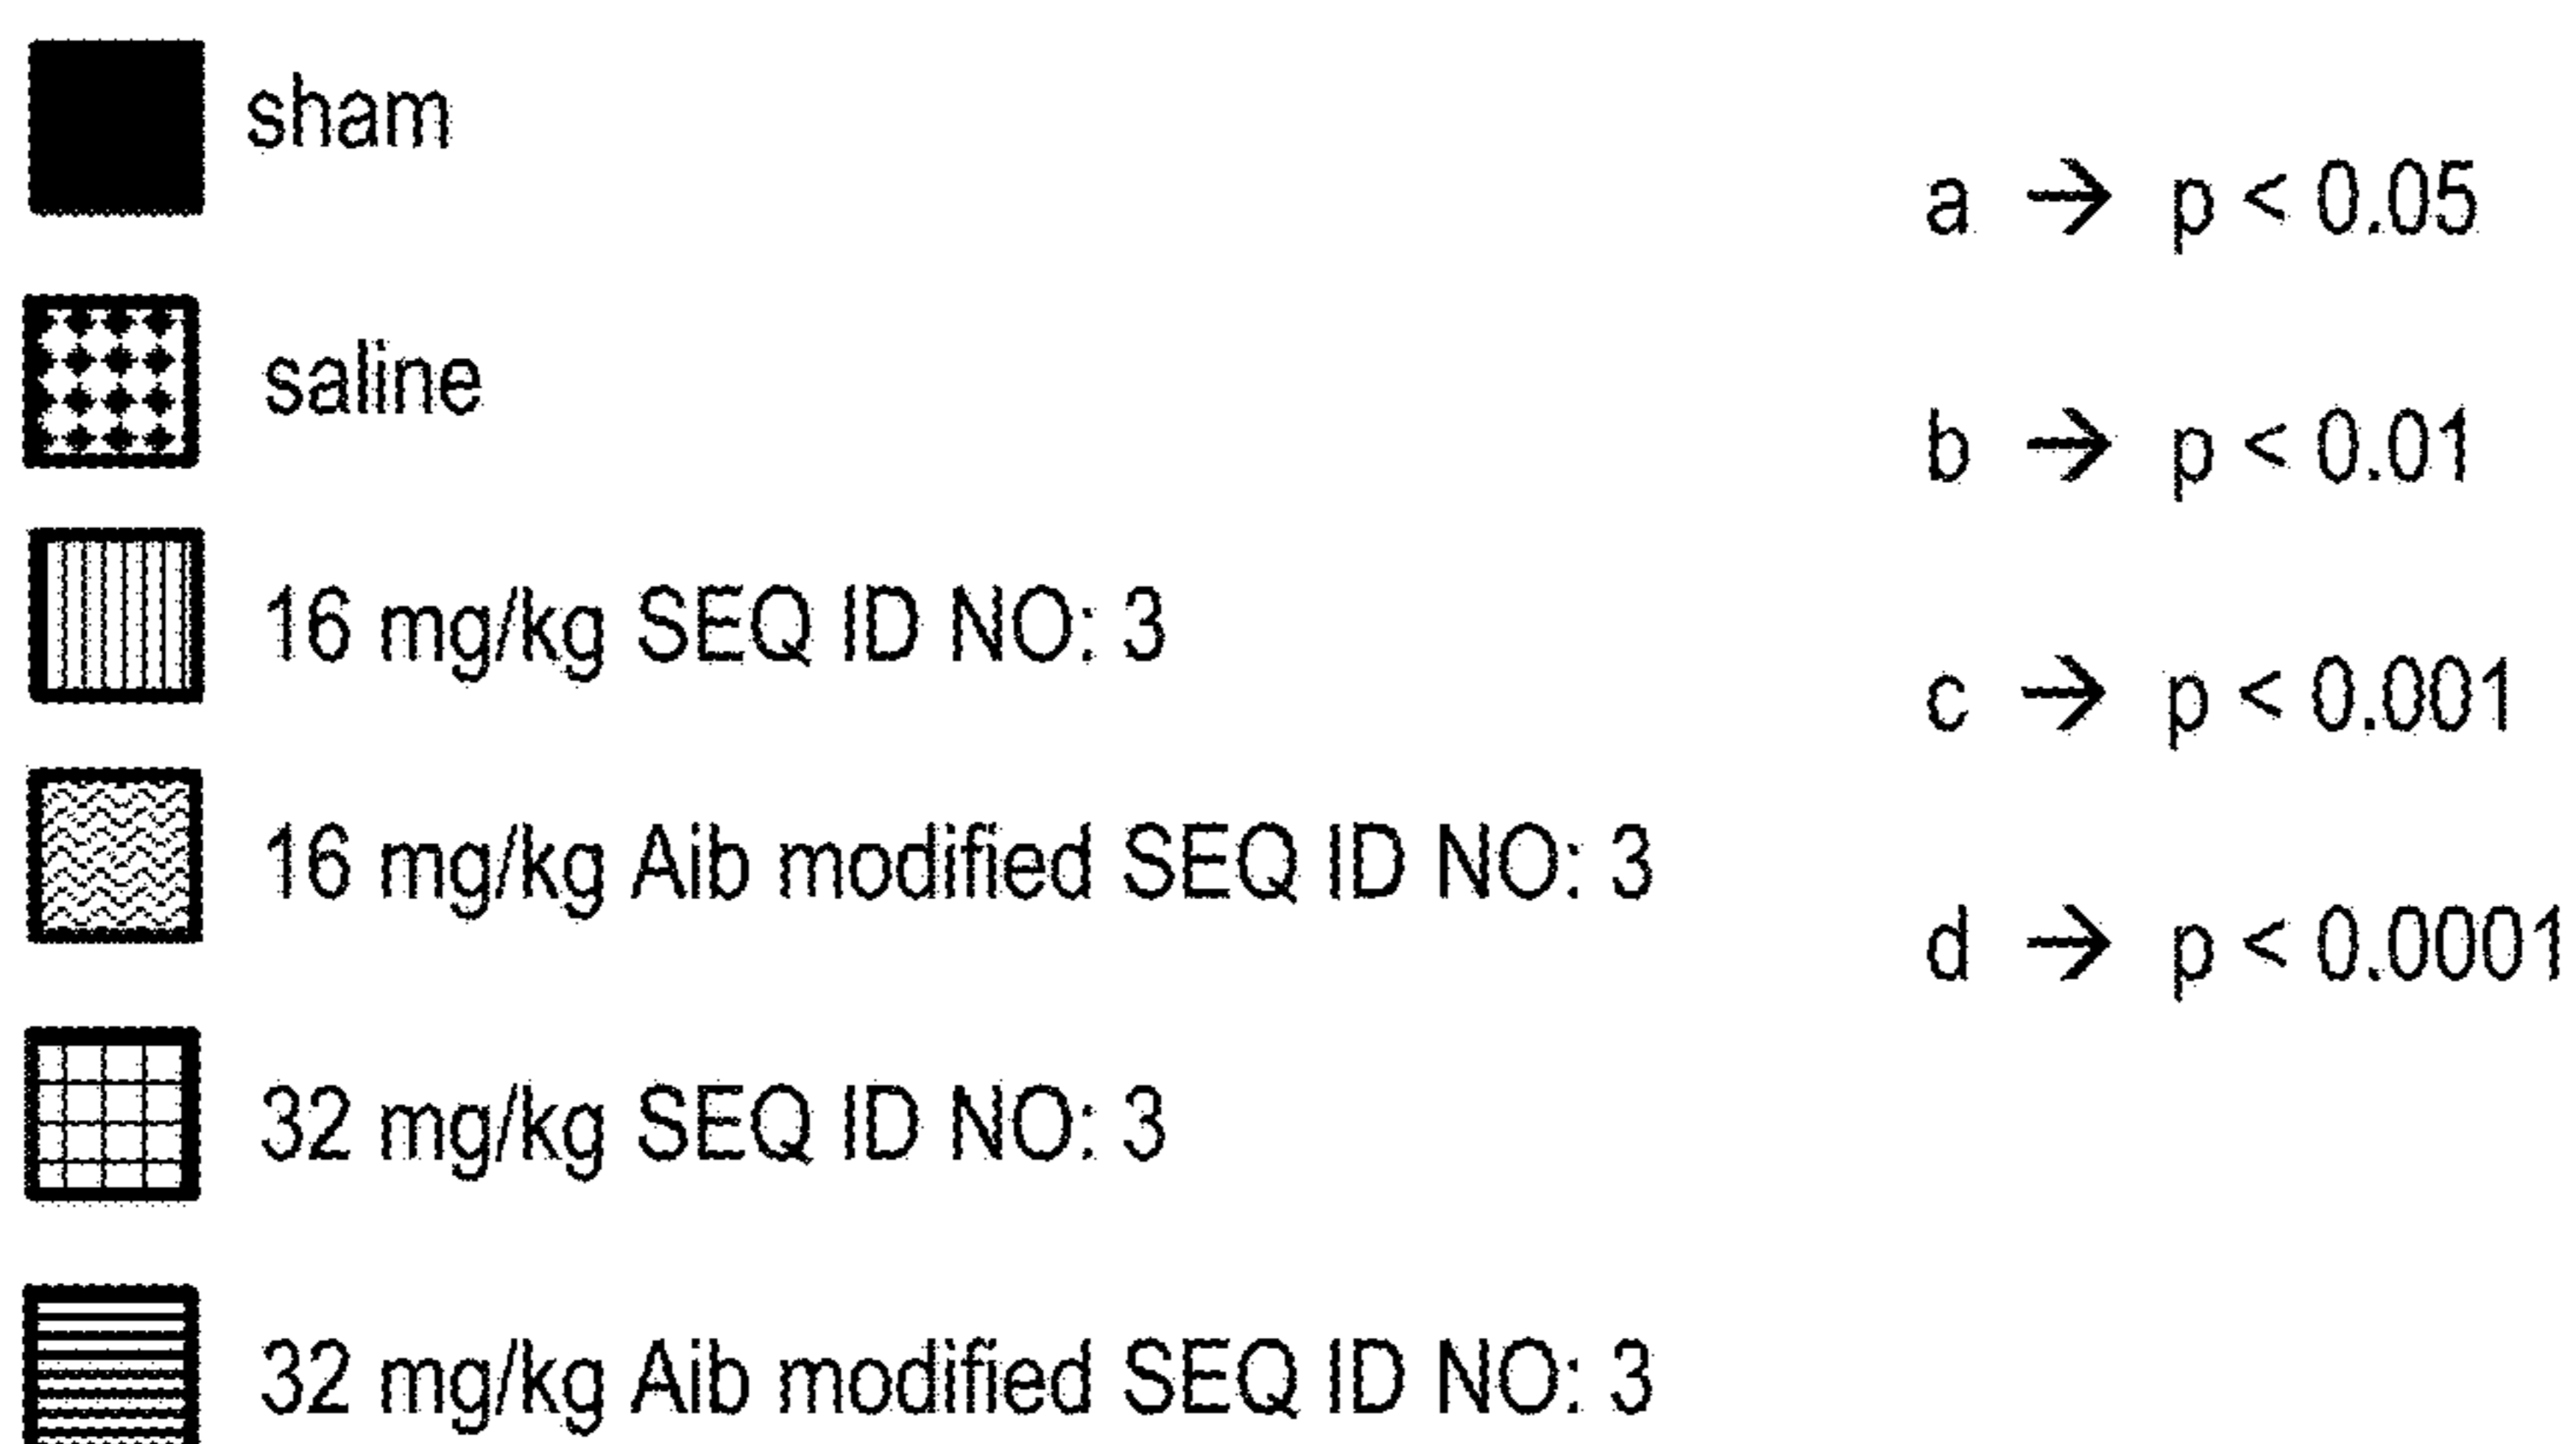 sham
saline
16 mg/kg SEQ ID NO: 3
16 mg/kg Aib modified SEQ ID NO: 3
32 mg/kg SEQ ID NO: 3
32 mg/kg Aib modified SEQ ID NO: 3
a → p < 0.05
b → p < 0.01
c → p < 0.001
d → p < 0.0001